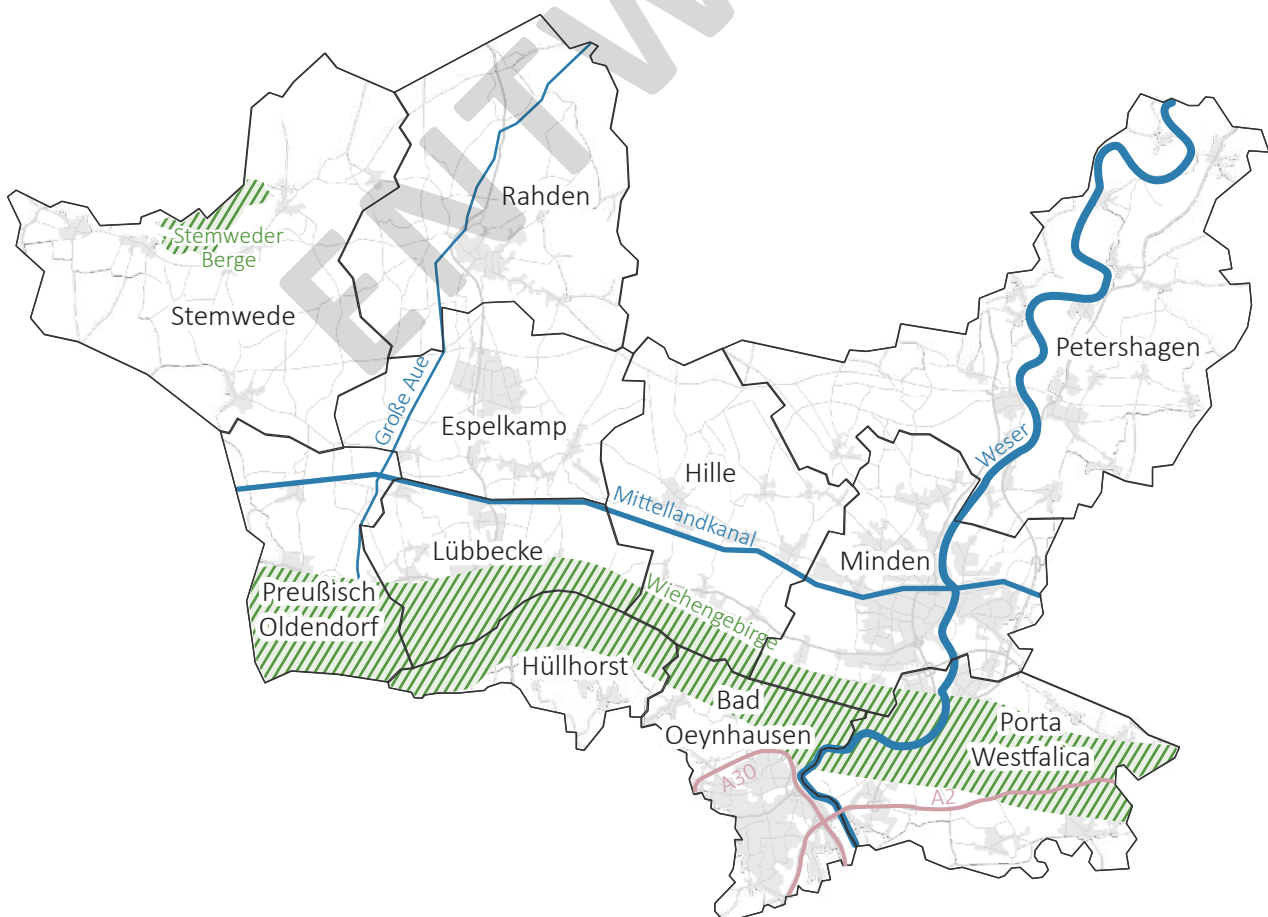 ENTW
Rahden
Stemweder
Berge
Stemwede
Petershagen
Große Aue
Espelkamp
Weser
Hille
Mittellandkanal
Lübbecke
Minden
Preußisch
Oldendorf
Wiehengebirge
Hüllhorst
Bad
Oeynhausen
Porta
Westfalica
A30
A2